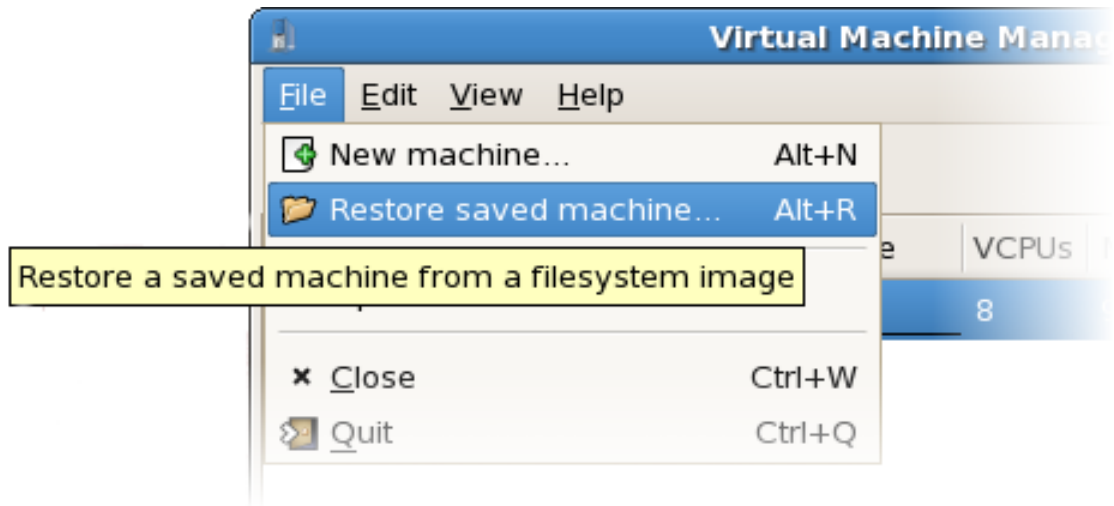 Virtual Machine
File Edit View Help
New machine... Alt+N
Restore saved machine... Alt+R
VCPUs
Restore a saved machine from a filesystem image
8
Close Ctrl+W
Quit Ctrl+Q